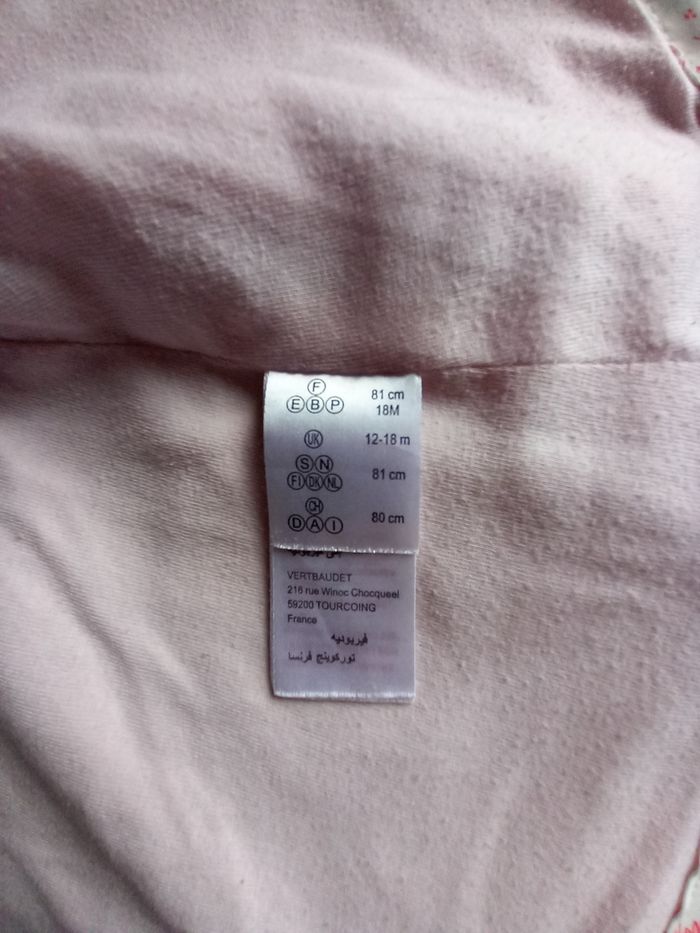 F
E B P
81 cm
18M
UK
12-18 m
S N
FI DK NL
81 cm
CH
D A I
80 cm
VERTBAUDET
216 rue Winoc Chocqueel
59200 TOURCOING
France
فيربوديه
توركوينج فرنسا